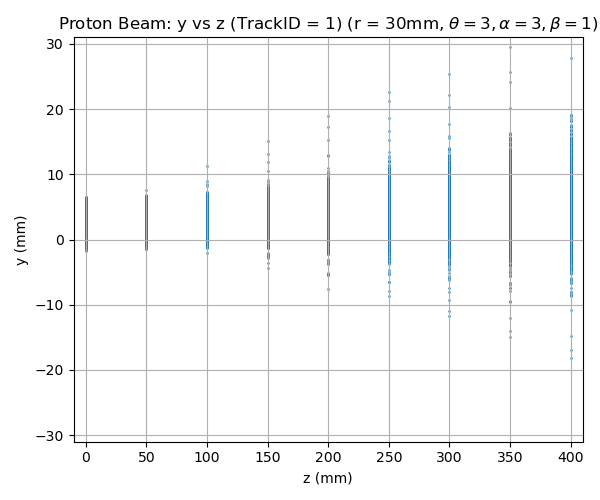 Proton Beam: y vs z (TrackID = 1) (r = 30mm, θ = 3, α = 3, β = 1)
30
20
10
0
−10
−20
−30
y (mm)
0 50 100 150 200 250 300 350 400
z (mm)